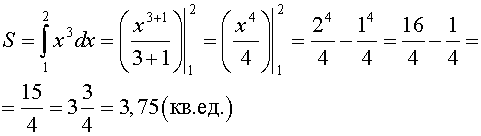 S = ∫₁² x³dx = (x³⁺¹/3+1)|₁² = (x⁴/4)|₁² = 2⁴/4 − 1⁴/4 = 16/4 − 1/4 =
= 15/4 = 3 3/4 = 3,75(кв.ед.)